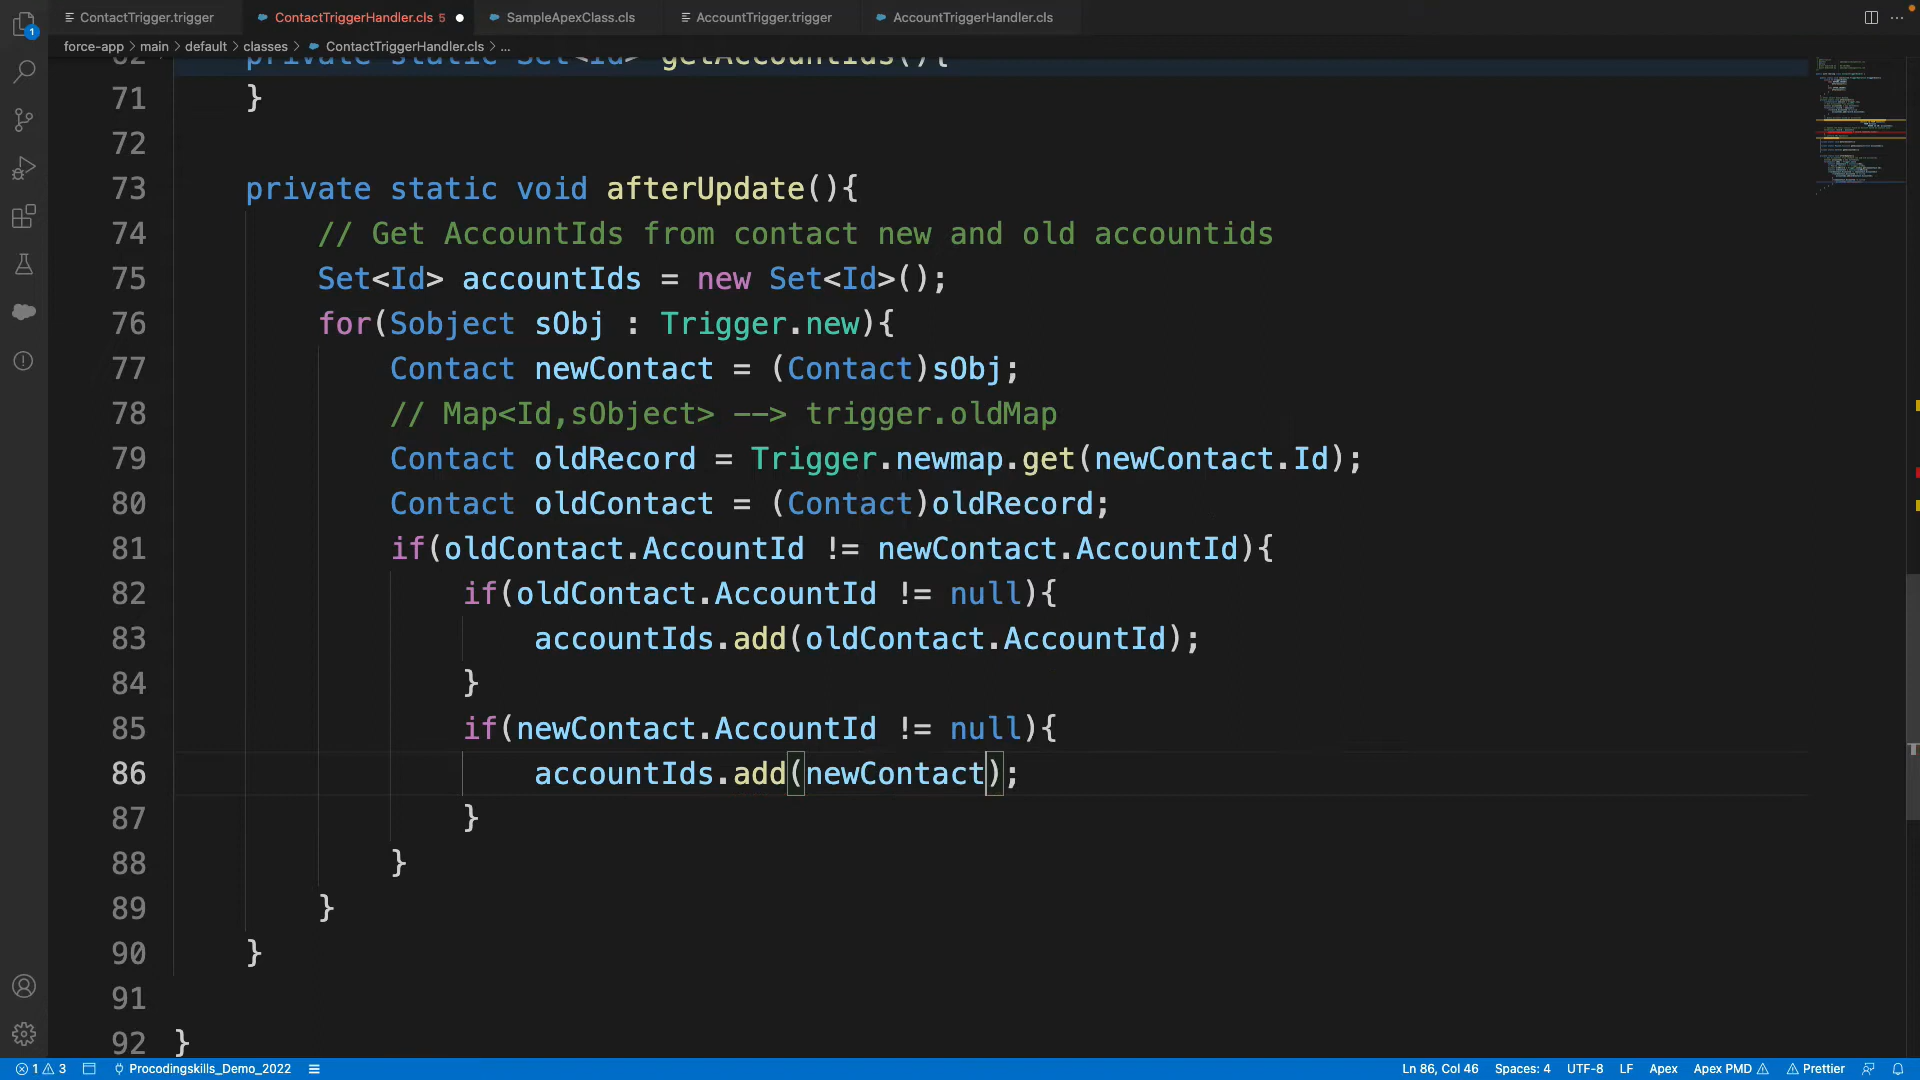 ContactTrigger.trigger ContactTriggerHandler.cls 5 SampleApexClass.cls AccountTrigger.trigger AccountTriggerHandler.cls
force-app > main > default > classes > ContactTriggerHandler.cls > ...
62 private static Set<Id> getAccountIds(){
71 }
72
73 private static void afterUpdate(){
74 // Get AccountIds from contact new and old accountids
75 Set<Id> accountIds = new Set<Id>();
76 for(Sobject sObj : Trigger.new){
77 Contact newContact = (Contact)sObj;
78 // Map<Id,sObject> --> trigger.oldMap
79 Contact oldRecord = Trigger.newmap.get(newContact.Id);
80 Contact oldContact = (Contact)oldRecord;
81 if(oldContact.AccountId != newContact.AccountId){
82 if(oldContact.AccountId != null){
83 accountIds.add(oldContact.AccountId);
84 }
85 if(newContact.AccountId != null){
86 accountIds.add(newContact);
87 }
88 }
89 }
90 }
91
92 }
1 3 Procodingskills_Demo_2022 Ln 86, Col 46 Spaces: 4 UTF-8 LF Apex Apex PMD Prettier